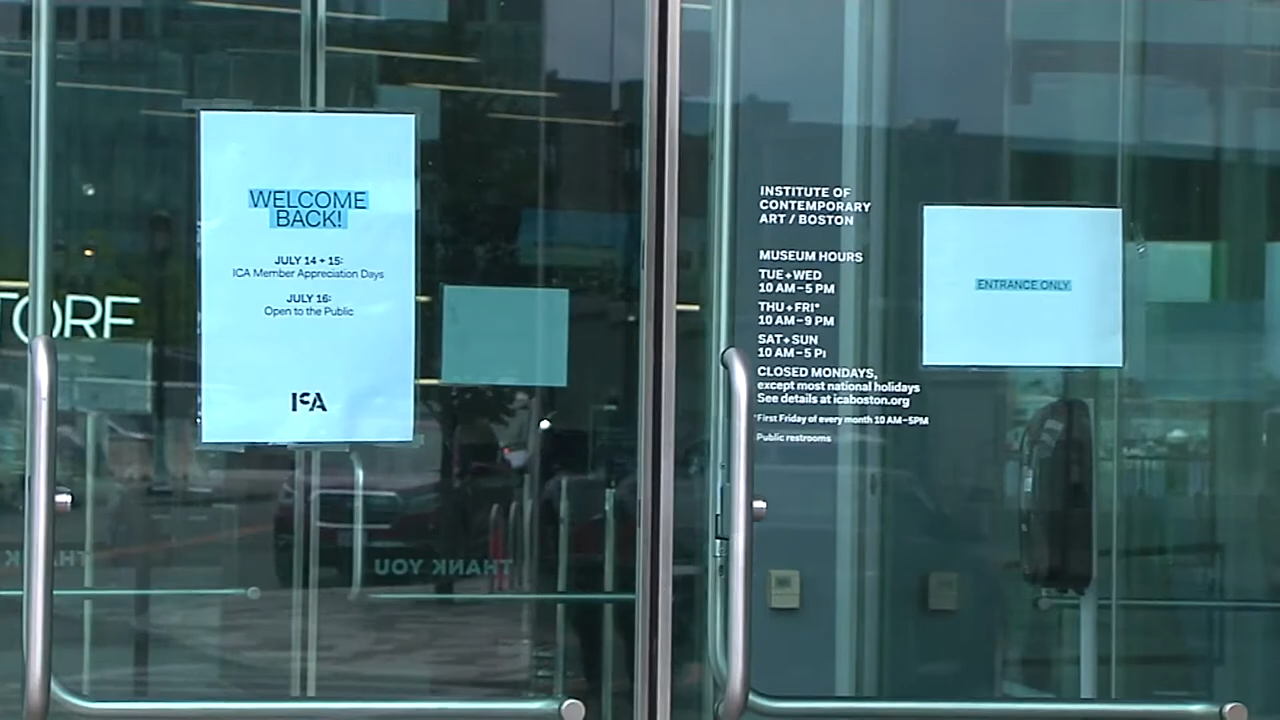 WELCOME
BACK!
JULY 14 + 15:
ICA Member Appreciation Days
JULY 16:
Open to the Public
ICA
TORE
THANK YOU
INSTITUTE OF
CONTEMPORARY
ART / BOSTON
MUSEUM HOURS
TUE+WED
10 AM–5 PM
THU+FRI*
10 AM–9 PM
SAT+SUN
10 AM–5 P
CLOSED MONDAYS,
except most national holidays
See details at icaboston.org
*First Friday of every month 10 AM–5PM
Public restrooms
ENTRANCE ONLY